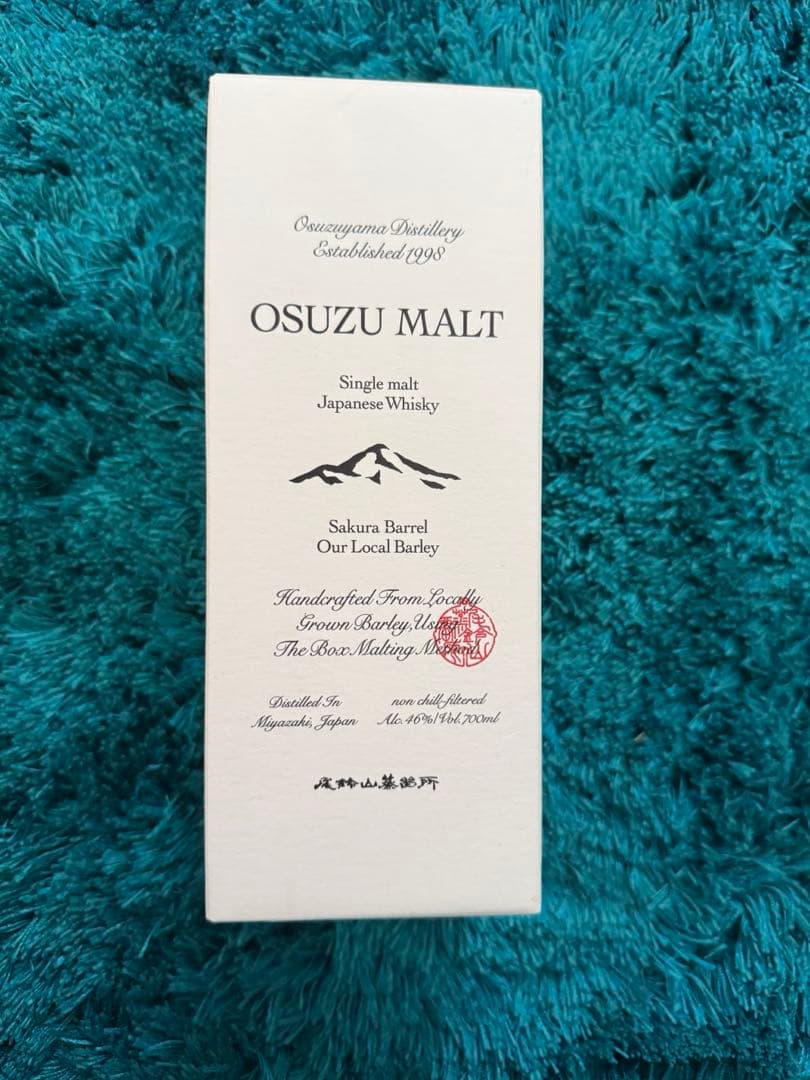 Osuzuyama Distillery
Established 1998
OSUZU MALT
Single malt
Japanese Whisky
Sakura Barrel
Our Local Barley
Handcrafted From Locally
Grown Barley, Using
The Box Malting Method
Distilled In
Miyazaki, Japan
non chill-filtered
Alc. 46%/Vol. 700ml
尾鈴山蒸留所